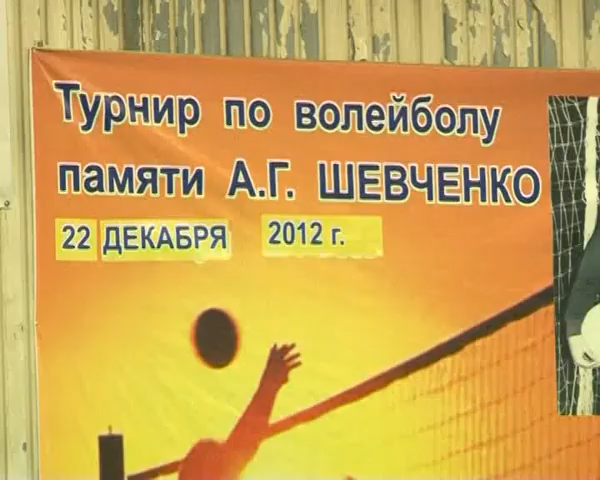 Турнир по волейболу
памяти А.Г. ШЕВЧЕНКО
22 ДЕКАБРЯ 2012 г.